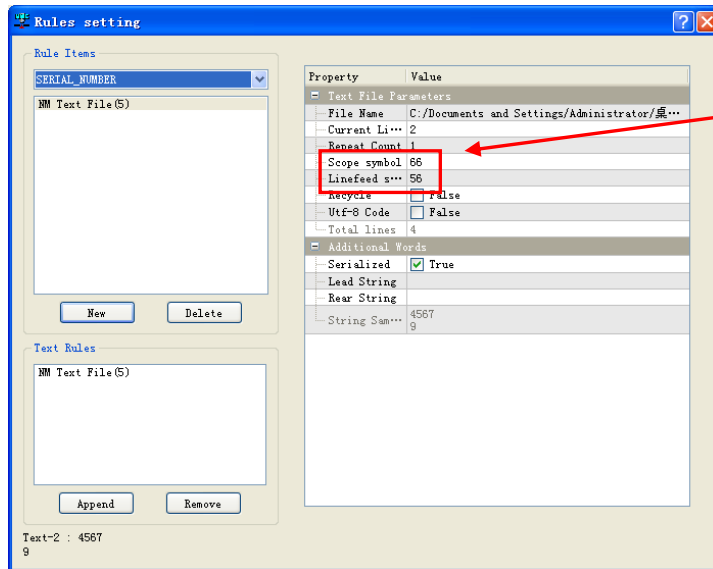 Rules setting
Rule Items
SERIAL_NUMBER
NM Text File(5)
New Delete
Text Rules
NM Text File(5)
Append Remove
Text-2 : 4567
9
Property Value
Text File Parameters
File Name C:/Documents and Settings/Administrator/桌…
Current Li… 2
Repeat Count 1
Scope symbol 66
Linefeed s… 56
Recycle False
Utf-8 Code False
Total lines 4
Additional Words
Serialized True
Lead String
Rear String
String Sam… 4567
9